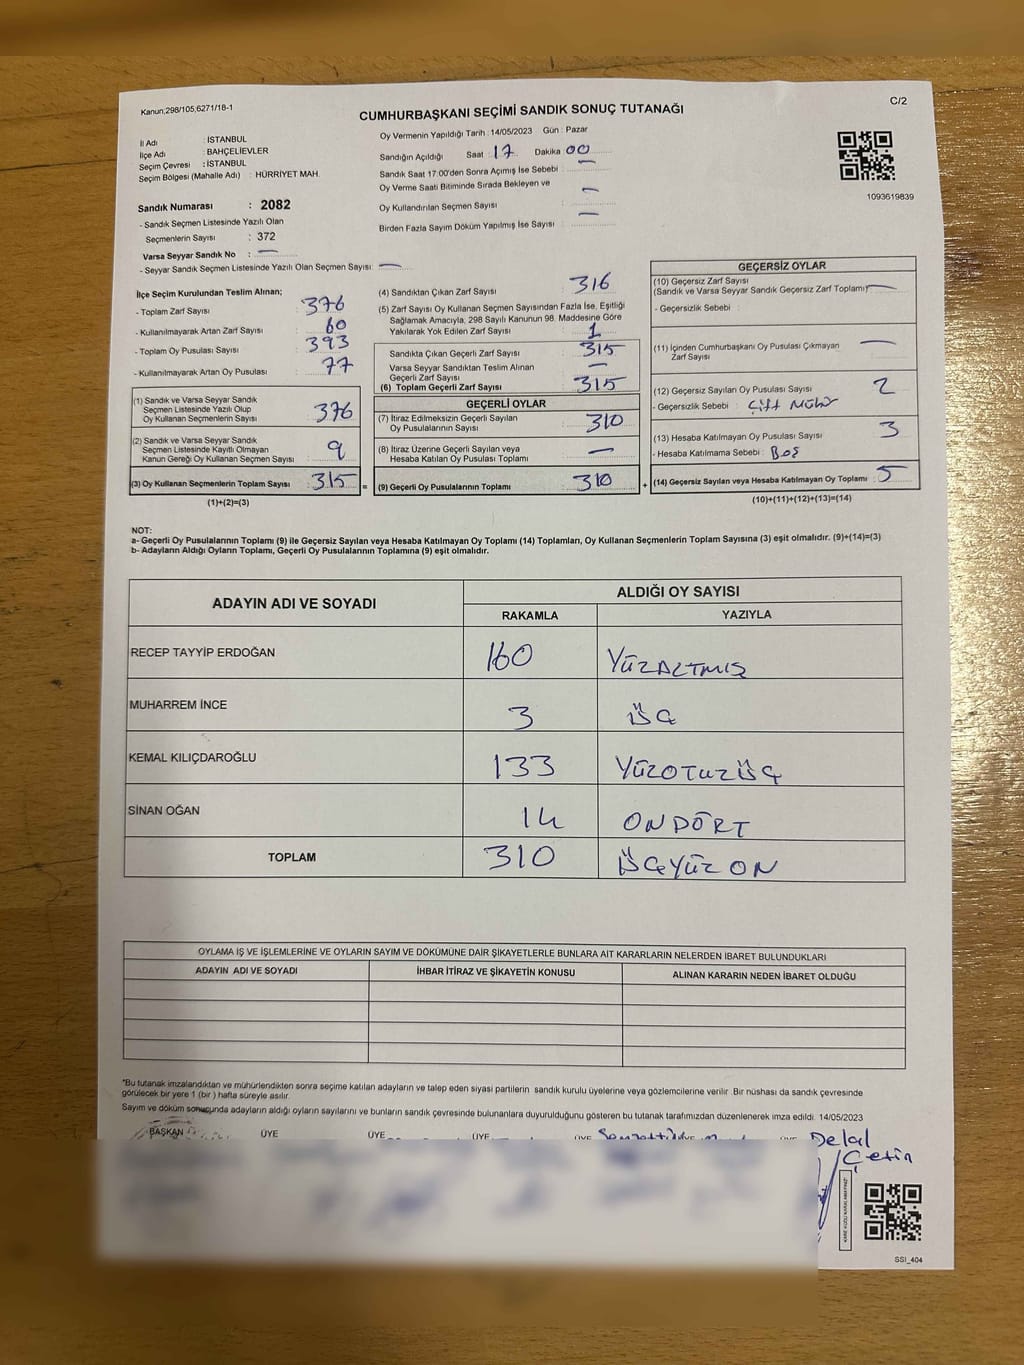 Kanun,298/105,6271/18-1
C/2
CUMHURBAŞKANI SEÇİMİ SANDIK SONUÇ TUTANAĞI
İl Adı : İSTANBUL
İlçe Adı : BAHÇELİEVLER
Seçim Çevresi : İSTANBUL
Seçim Bölgesi (Mahalle Adı) : HÜRRİYET MAH.
Sandık Numarası : 2082
- Sandık Seçmen Listesinde Yazılı Olan
Seçmenlerin Sayısı : 372
Varsa Seyyar Sandık No : —
- Seyyar Sandık Seçmen Listesinde Yazılı Olan Seçmen Sayısı: —
Oy Vermenin Yapıldığı Tarih : 14/05/2023 Gün : Pazar
Sandığın Açıldığı Saat : 17 Dakika : 00
Sandık Saat 17:00'den Sonra Açımış İse Sebebi : —
Oy Verme Saati Bitiminde Sırada Bekleyen ve
Oy Kullandırılan Seçmen Sayısı : —
Birden Fazla Sayım Döküm Yapılmış İse Sayısı : —
1093619839
İlçe Seçim Kurulundan Teslim Alınan;
- Toplam Zarf Sayısı : 376
- Kullanılmayarak Artan Zarf Sayısı : 60
- Toplam Oy Pusulası Sayısı : 393
- Kullanılmayarak Artan Oy Pusulası : 77
(1) Sandık ve Varsa Seyyar Sandık
Seçmen Listesinde Yazılı Olup
Oy Kullanan Seçmenlerin Sayısı : 376
(2) Sandık ve Varsa Seyyar Sandık
Seçmen Listesinde Kayıtlı Olmayan
Kanun Gereği Oy Kullanan Seçmen Sayısı : 9
(3) Oy Kullanan Seçmenlerin Toplam Sayısı : 315
(1)+(2)=(3)
=
(4) Sandıktan Çıkan Zarf Sayısı : 316
(5) Zarf Sayısı Oy Kullanan Seçmen Sayısından Fazla İse, Eşitliği
Sağlamak Amacıyla, 298 Sayılı Kanunun 98. Maddesine Göre
Yakılarak Yok Edilen Zarf Sayısı : 1
Sandıkta Çıkan Geçerli Zarf Sayısı : 315
Varsa Seyyar Sandıktan Teslim Alınan
Geçerli Zarf Sayısı : —
(6) Toplam Geçerli Zarf Sayısı : 315
GEÇERLİ OYLAR
(7) İtiraz Edilmeksizin Geçerli Sayılan
Oy Pusulalarının Sayısı : 310
(8) İtiraz Üzerine Geçerli Sayılan veya
Hesaba Katılan Oy Pusulası Toplamı : —
(9) Geçerli Oy Pusulalarının Toplamı : 310
+
GEÇERSİZ OYLAR
(10) Geçersiz Zarf Sayısı
(Sandık ve Varsa Seyyar Sandık Geçersiz Zarf Toplamı) —
- Geçersizlik Sebebi :
(11) İçinden Cumhurbaşkanı Oy Pusulası Çıkmayan
Zarf Sayısı : —
(12) Geçersiz Sayılan Oy Pusulası Sayısı : 2
- Geçersizlik Sebebi : Çift Mühür
(13) Hesaba Katılmayan Oy Pusulası Sayısı : 3
- Hesaba Katılmama Sebebi : Boş
(14) Geçersiz Sayılan veya Hesaba Katılmayan Oy Toplamı : 5
(10)+(11)+(12)+(13)=(14)
NOT:
a- Geçerli Oy Pusulalarının Toplamı (9) ile Geçersiz Sayılan veya Hesaba Katılmayan Oy Toplamı (14) Toplamları, Oy Kullanan Seçmenlerin Toplam Sayısına (3) eşit olmalıdır. (9)+(14)=(3)
b- Adayların Aldığı Oyların Toplamı, Geçerli Oy Pusulalarının Toplamına (9) eşit olmalıdır.
ADAYIN ADI VE SOYADI
ALDIĞI OY SAYISI
RAKAMLA YAZIYLA
RECEP TAYYİP ERDOĞAN 160 YÜZALTMIŞ
MUHARREM İNCE 3 ÜÇ
KEMAL KILIÇDAROĞLU 133 YÜZOTUZÜÇ
SİNAN OĞAN 14 ONDÖRT
TOPLAM 310 ÜÇYÜZ ON
OYLAMA İŞ VE İŞLEMLERİNE VE OYLARIN SAYIM VE DÖKÜMÜNE DAİR ŞİKAYETLERLE BUNLARA AİT KARARLARIN NELERDEN İBARET BULUNDUKLARI
ADAYIN ADI VE SOYADI İHBAR İTİRAZ VE ŞİKAYETİN KONUSU ALINAN KARARIN NEDEN İBARET OLDUĞU
"Bu tutanak imzalandıktan ve mühürlendikten sonra seçime katılan adayların ve talep eden siyasi partilerin sandık kurulu üyelerine veya gözlemcilerine verilir. Bir nüshası da sandık çevresinde
görülecek bir yere 1 (bir) hafta süreyle asılır.
Sayım ve döküm sonucunda adayların aldığı oyların sayılarını ve bunların sandık çevresinde bulunanlara duyurulduğunu gösteren bu tutanak tarafımızdan düzenlenerek imza edildi. 14/05/2023
BAŞKAN ÜYE ÜYE ÜYE ÜYE ÜYE
Delal
Çetin
SSI_404